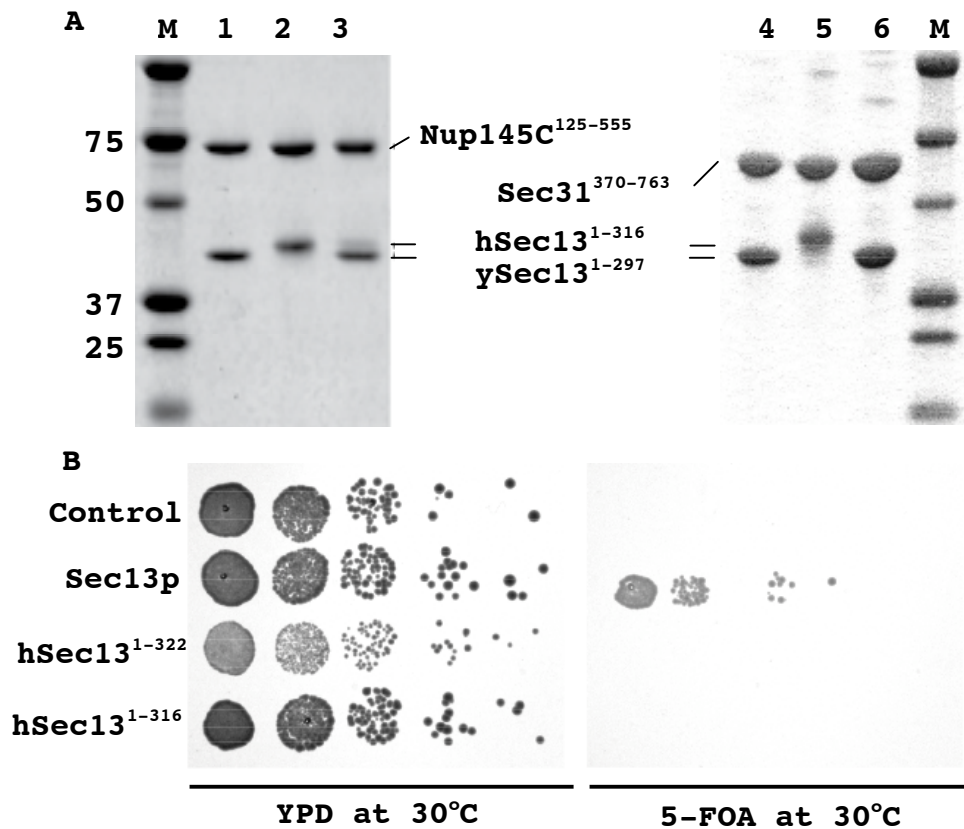 A
M 1 2 3 4 5 6 M
75
50
37
25
Nup145C¹²⁵⁻⁵⁵⁵
Sec31³⁷⁰⁻⁷⁶³
hSec13¹⁻³¹⁶
ySec13¹⁻²⁹⁷
B
Control
Sec13p
hSec13¹⁻³²²
hSec13¹⁻³¹⁶
YPD at 30°C
5-FOA at 30°C